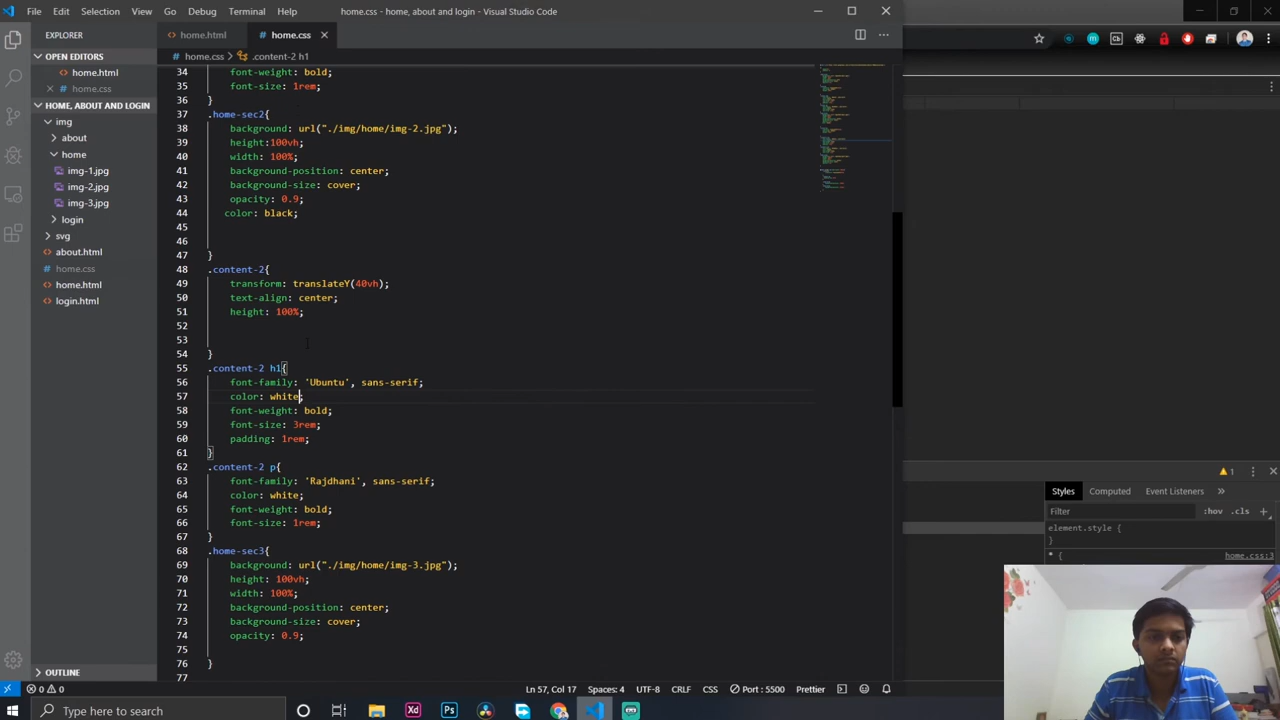 File Edit Selection View Go Debug Terminal Help home.css - home, about and login - Visual Studio Code
EXPLORER
home.html
home.css
home.css > .content-2 h1
OPEN EDITORS
home.html
home.css
HOME, ABOUT AND LOGIN
img
about
home
img-1.jpg
img-2.jpg
img-3.jpg
login
svg
about.html
home.css
home.html
login.html
OUTLINE
34 font-weight: bold;
35 font-size: 1rem;
36 }
37 .home-sec2{
38 background: url("./img/home/img-2.jpg");
39 height:100vh;
40 width: 100%;
41 background-position: center;
42 background-size: cover;
43 opacity: 0.9;
44 color: black;
45
46
47 }
48 .content-2{
49 transform: translateY(40vh);
50 text-align: center;
51 height: 100%;
52
53
54 }
55 .content-2 h1{
56 font-family: 'Ubuntu', sans-serif;
57 color: white;
58 font-weight: bold;
59 font-size: 3rem;
60 padding: 1rem;
61 }
62 .content-2 p{
63 font-family: 'Rajdhani', sans-serif;
64 color: white;
65 font-weight: bold;
66 font-size: 1rem;
67 }
68 .home-sec3{
69 background: url("./img/home/img-3.jpg");
70 height: 100vh;
71 width: 100%;
72 background-position: center;
73 background-size: cover;
74 opacity: 0.9;
75
76 }
77
1
Styles Computed Event Listeners »
Filter :hov .cls +
element.style {
}
* { home.css:3
0 0 Ln 57, Col 17 Spaces: 4 UTF-8 CRLF CSS Port : 5500 Prettier
Type here to search